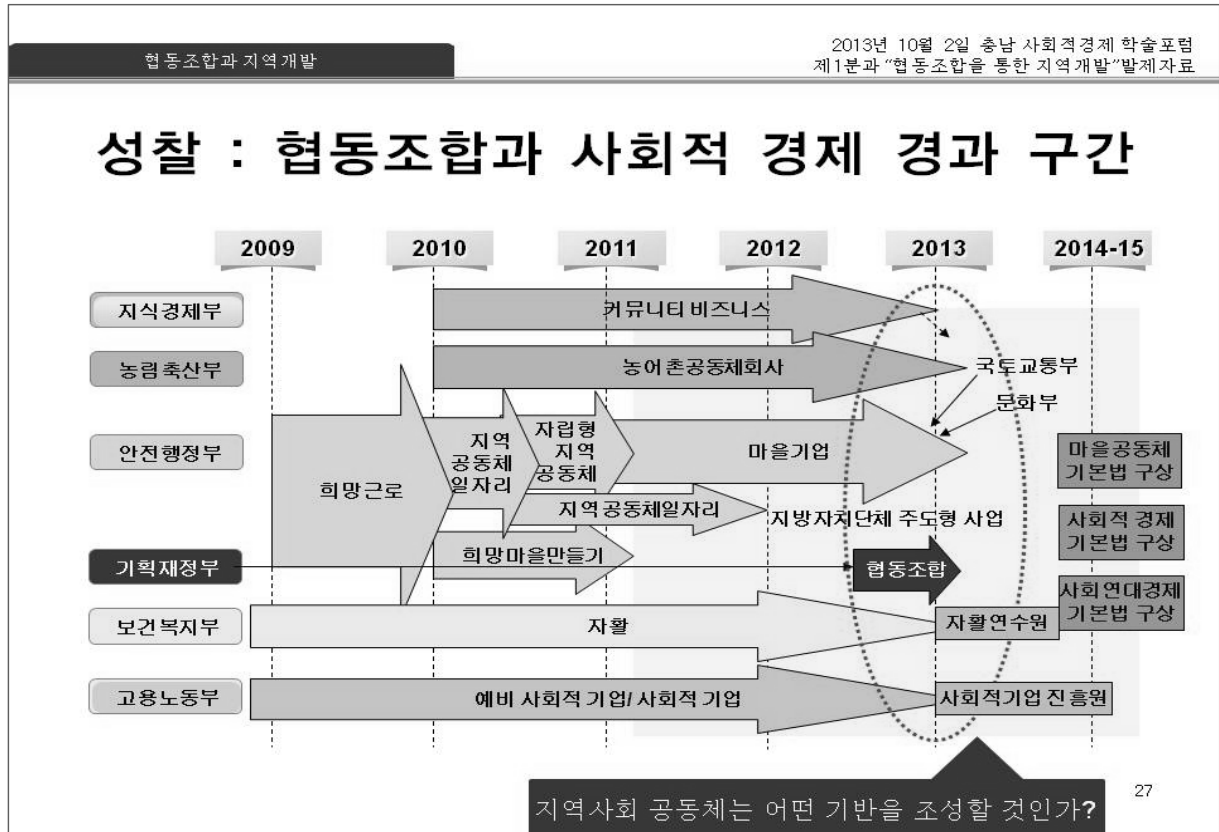 협동조합과 지역개발
2013년 10월 2일 충남 사회적경제 학술포럼
제1분과 “협동조합을 통한 지역개발”발제자료
성찰 : 협동조합과 사회적 경제 경과 구간
2009
2010
2011
2012
2013
2014-15
지식경제부
커뮤니티 비즈니스
농림축산부
농어촌공동체회사
국토교통부
문화부
안전행정부
희망근로
지역
공동체
일자리
자립형
지역
공동체
마을기업
마을공동체
기본법 구상
지역공동체일자리
지방자치단체 주도형 사업
사회적 경제
기본법 구상
기획재정부
희망마을만들기
협동조합
사회연대경제
기본법 구상
보건복지부
자활
자활연수원
고용노동부
예비 사회적 기업/ 사회적 기업
사회적기업 진흥원
지역사회 공동체는 어떤 기반을 조성할 것인가?
27